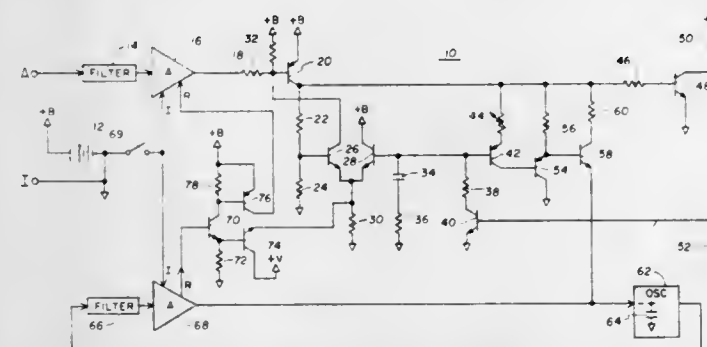 +B +B
32
14
16
18
20
10
50
46
Δ
FILTER
Δ
I
R
48
+B
12
69
I
+B
22
26
28
24
34
30
36
44
42
38
40
56
54
60
58
52
+B
78
76
70
74
72
+V
I
R
FILTER
66
Δ
68
62
OSC
- +
64